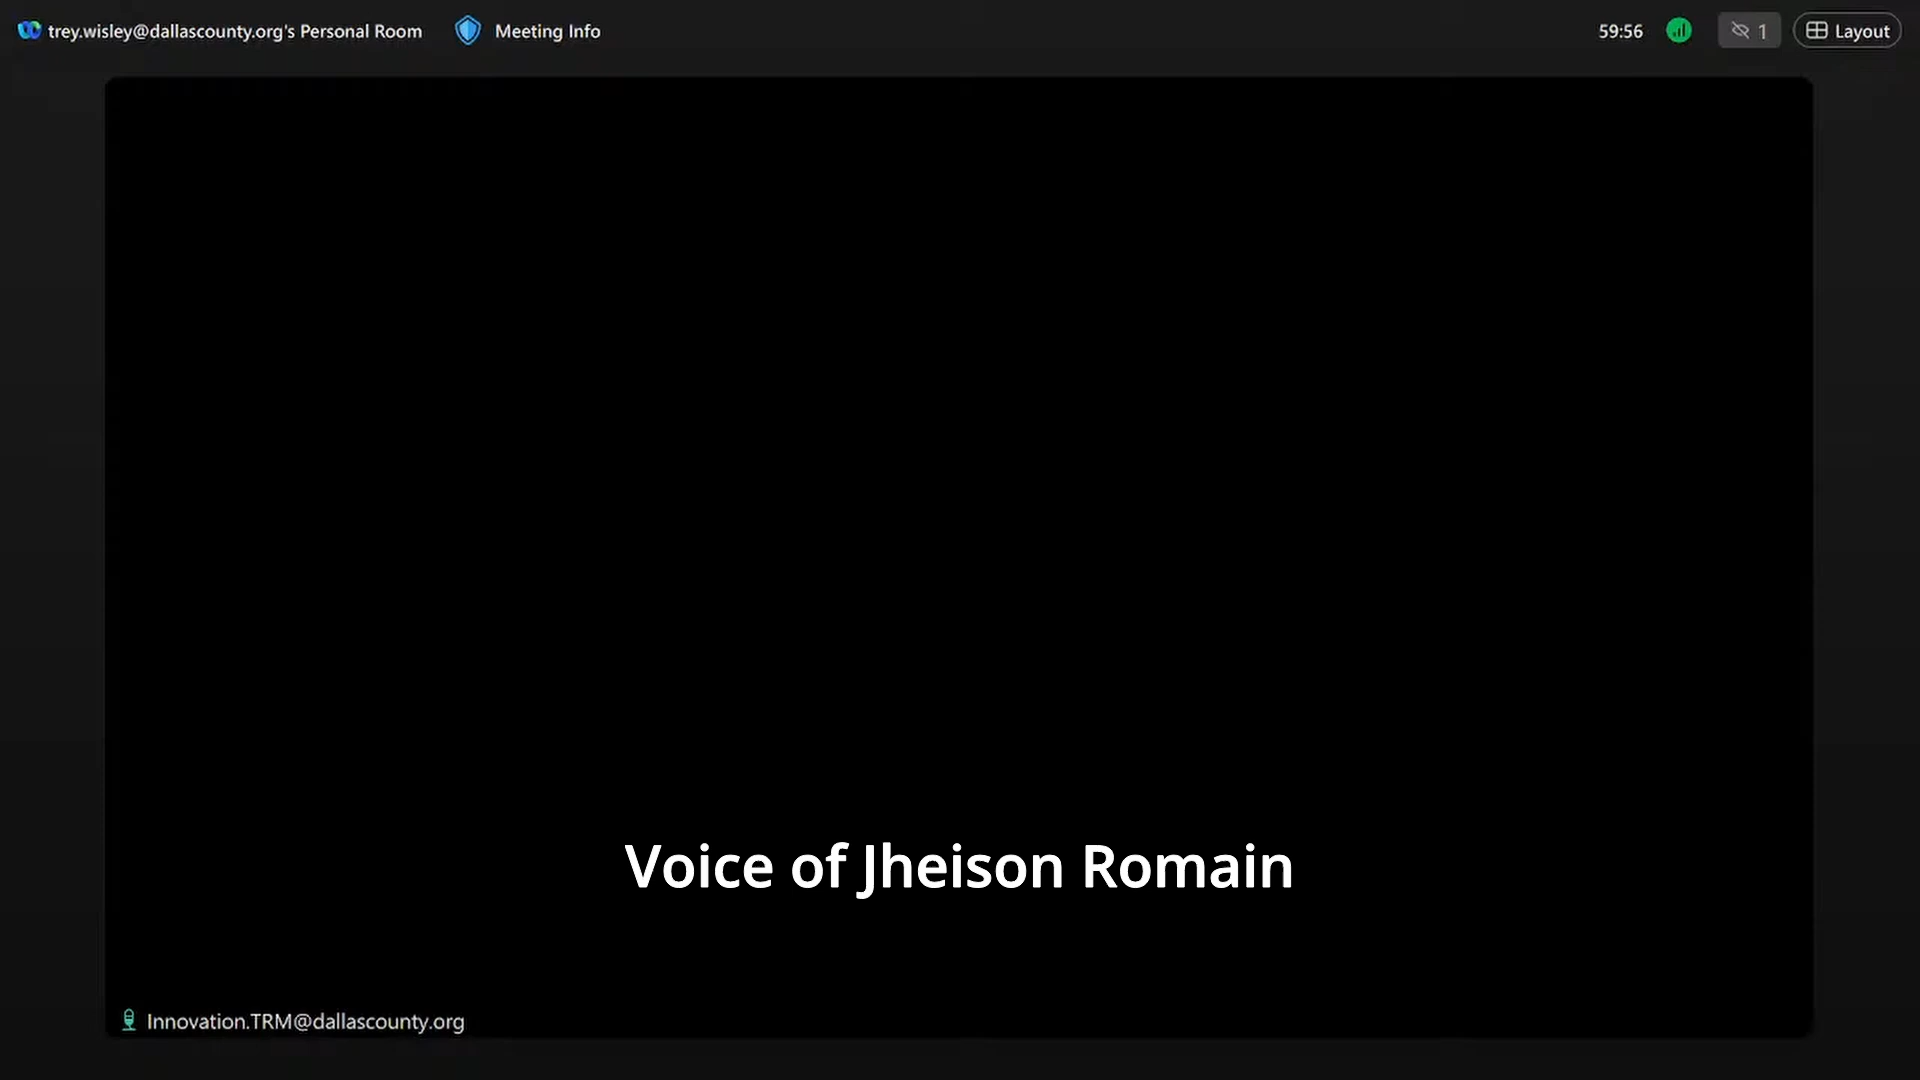 trey.wisley@dallascounty.org's Personal Room Meeting Info 59:56 1 Layout
Voice of Jheison Romain
Innovation.TRM@dallascounty.org